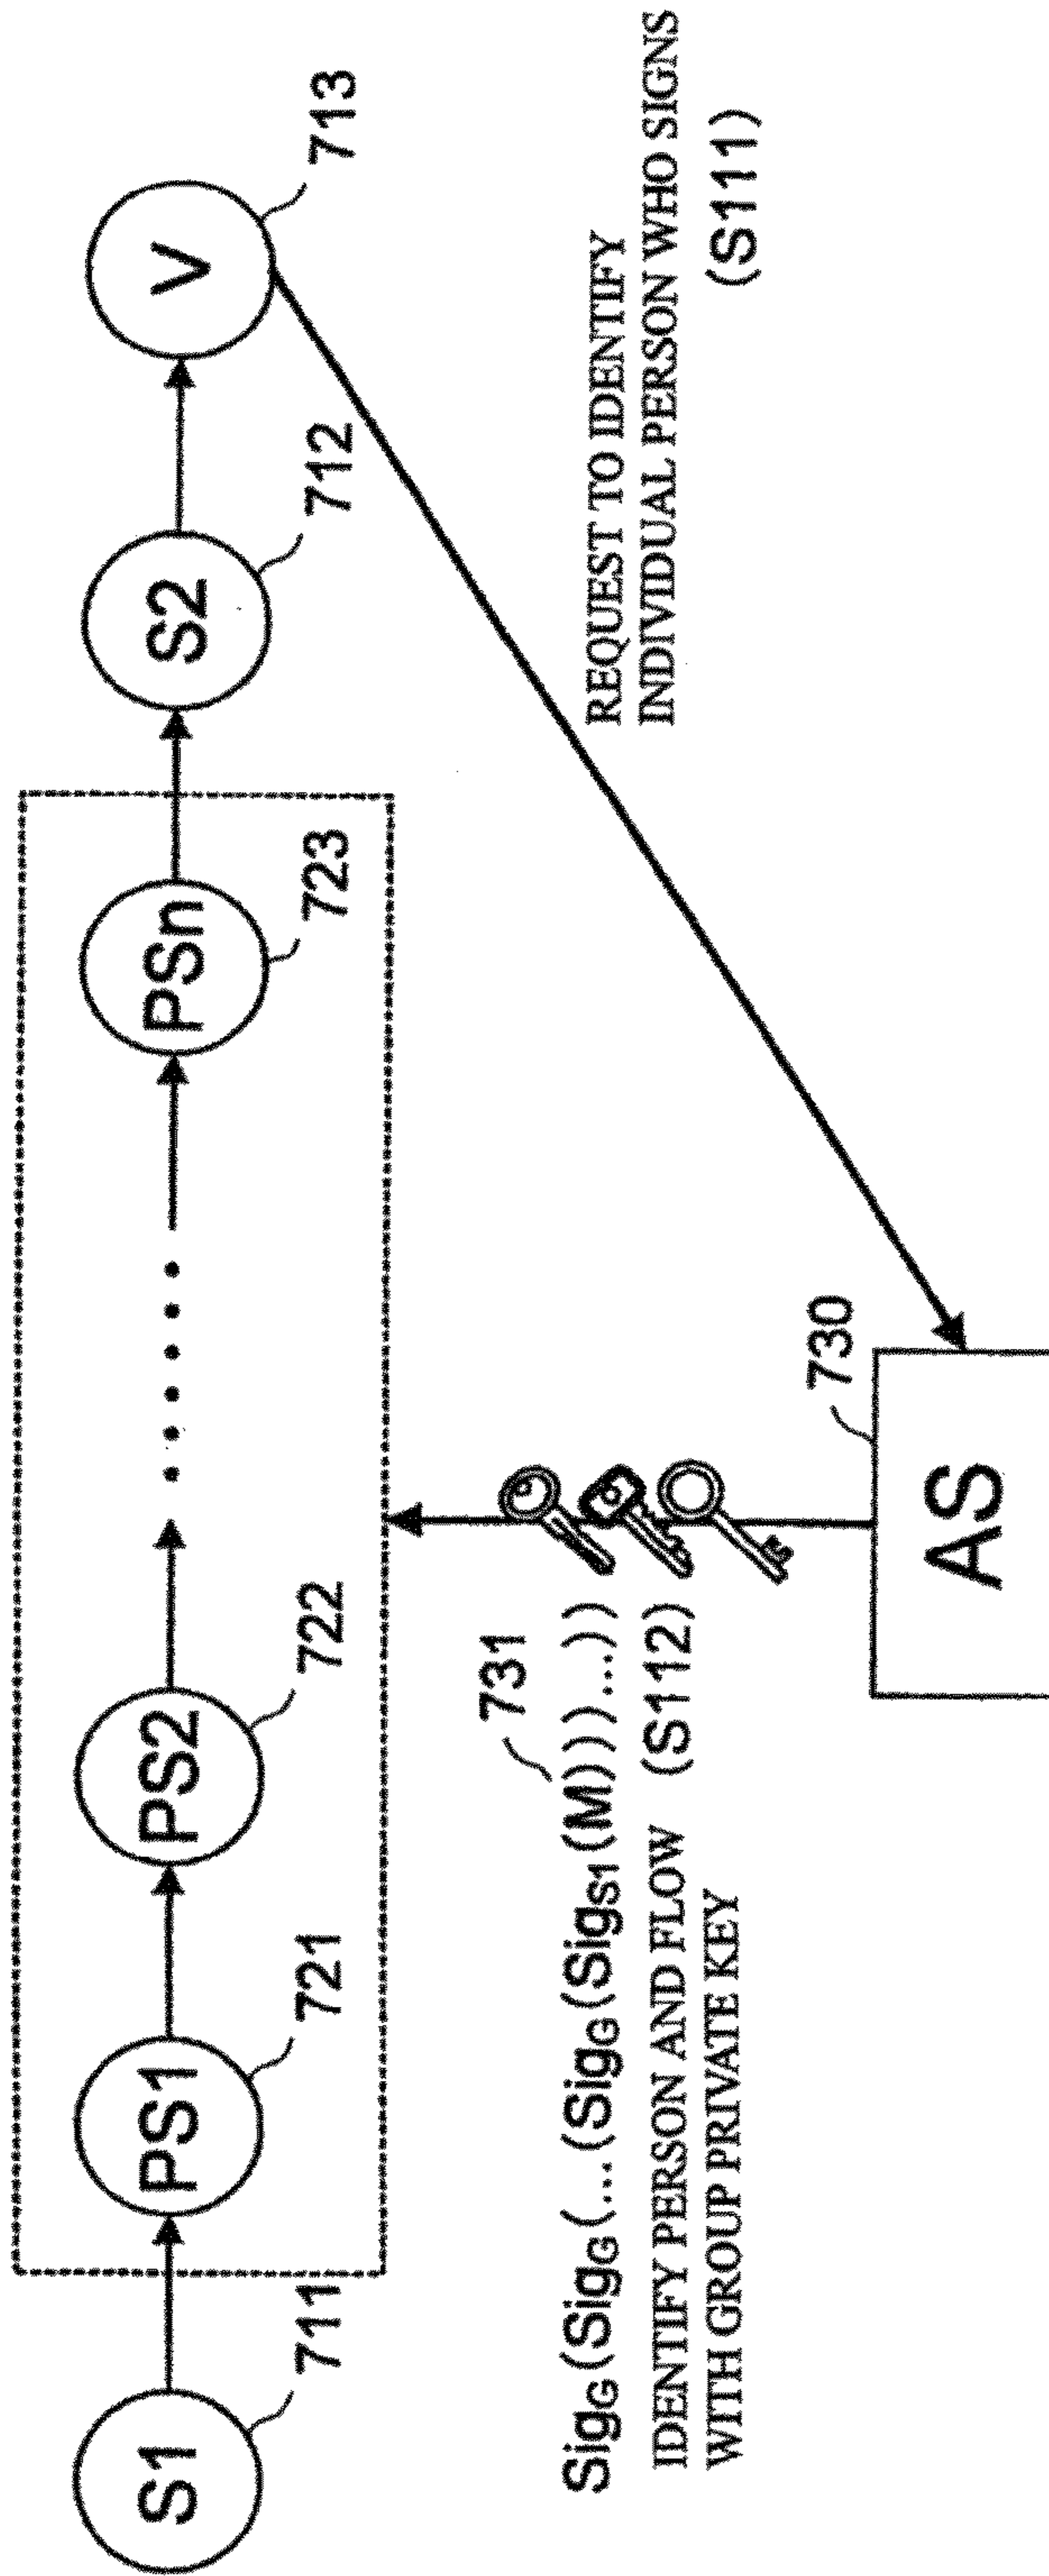 S1
711
PS1
721
PS2
722
PSn
723
S2
712
V
713
731
SigG(SigG(...(SigG(SigS1(M)))...))
IDENTIFY PERSON AND FLOW (S112)
WITH GROUP PRIVATE KEY
REQUEST TO IDENTIFY
INDIVIDUAL PERSON WHO SIGNS
(S111)
730
AS